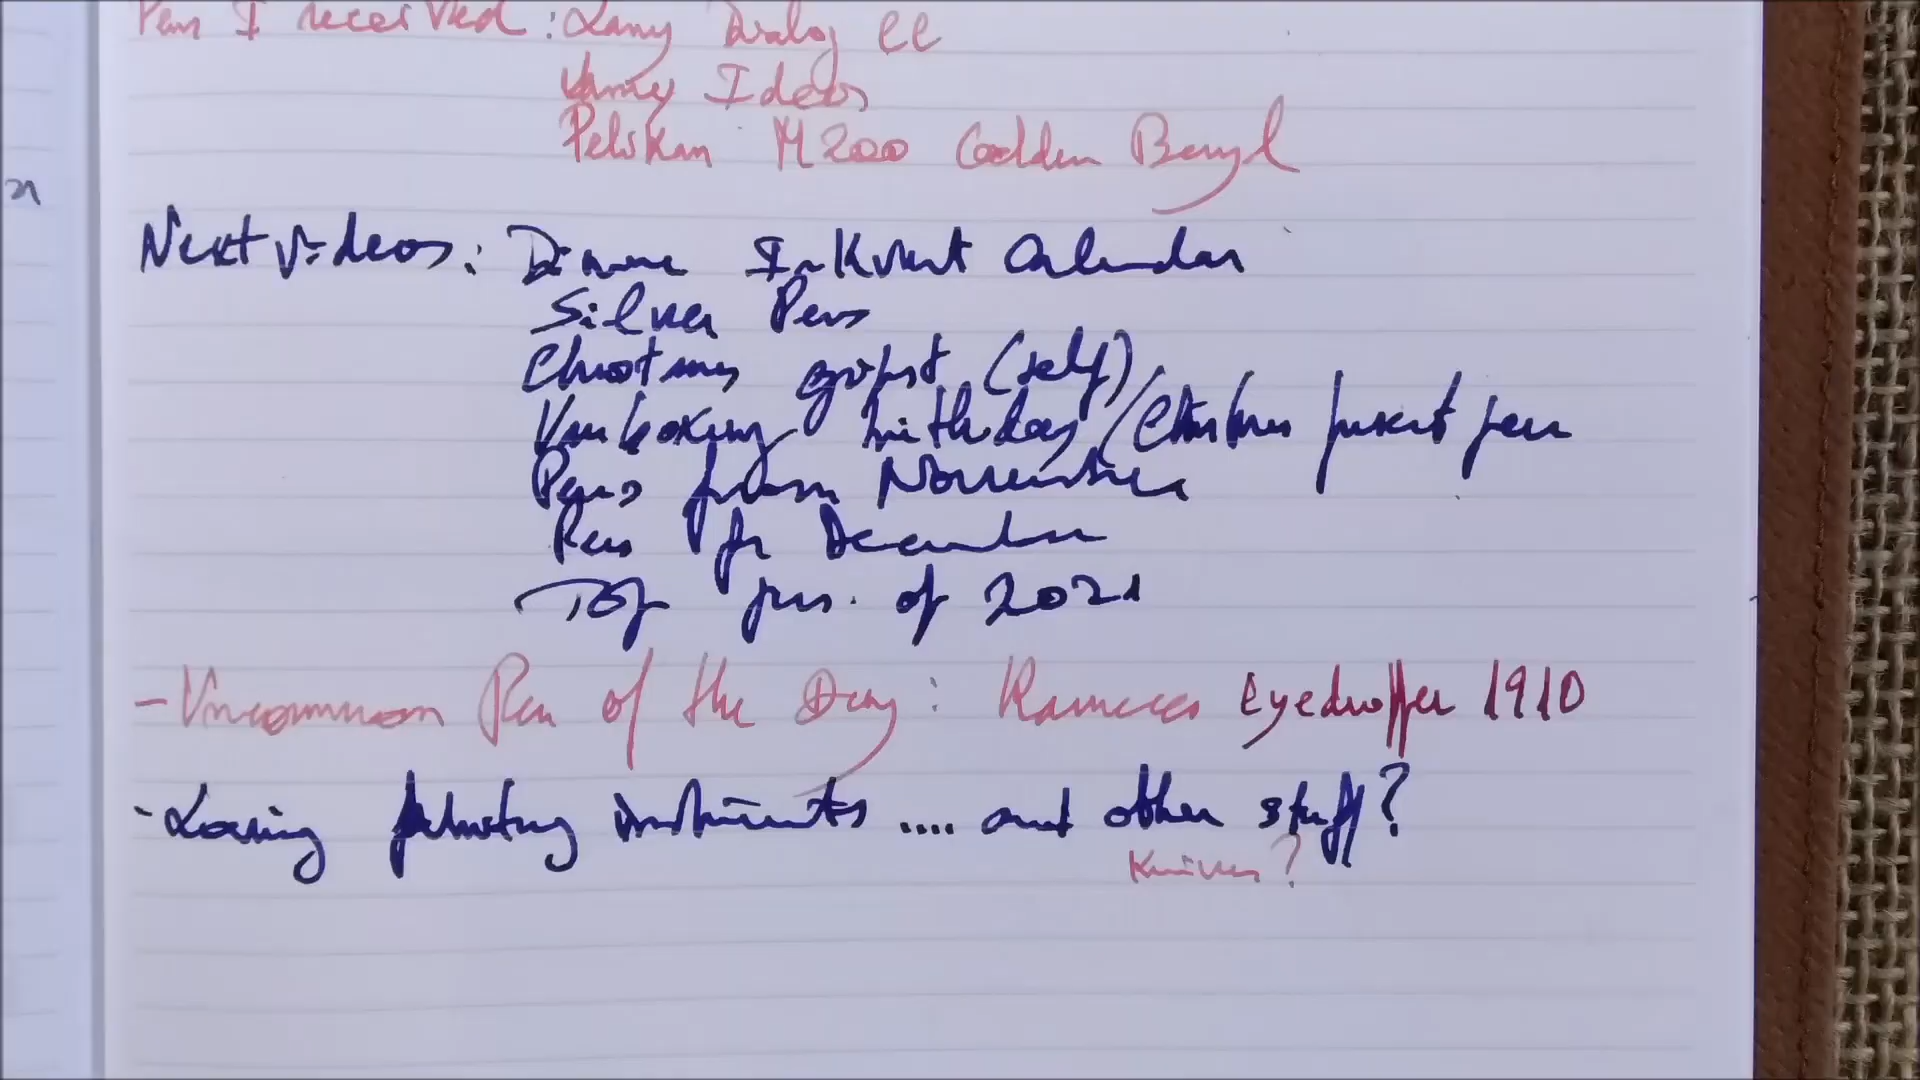 Pens I received: Lamy Dialog CC
Lamy Ideos
Pelikan M200 Golden Beryl
n
Next videos: Diamine Inkvent Calendar
Silver Pens
Christmas gift (self)
Unboxing birthday/Christmas present pen
Pens from November
Pens for December
Top pens of 2021
- Uncommon Pen of the Day: Rameses Eyedropper 1910
- Loving writing instruments .... and other stuff?
Knives?